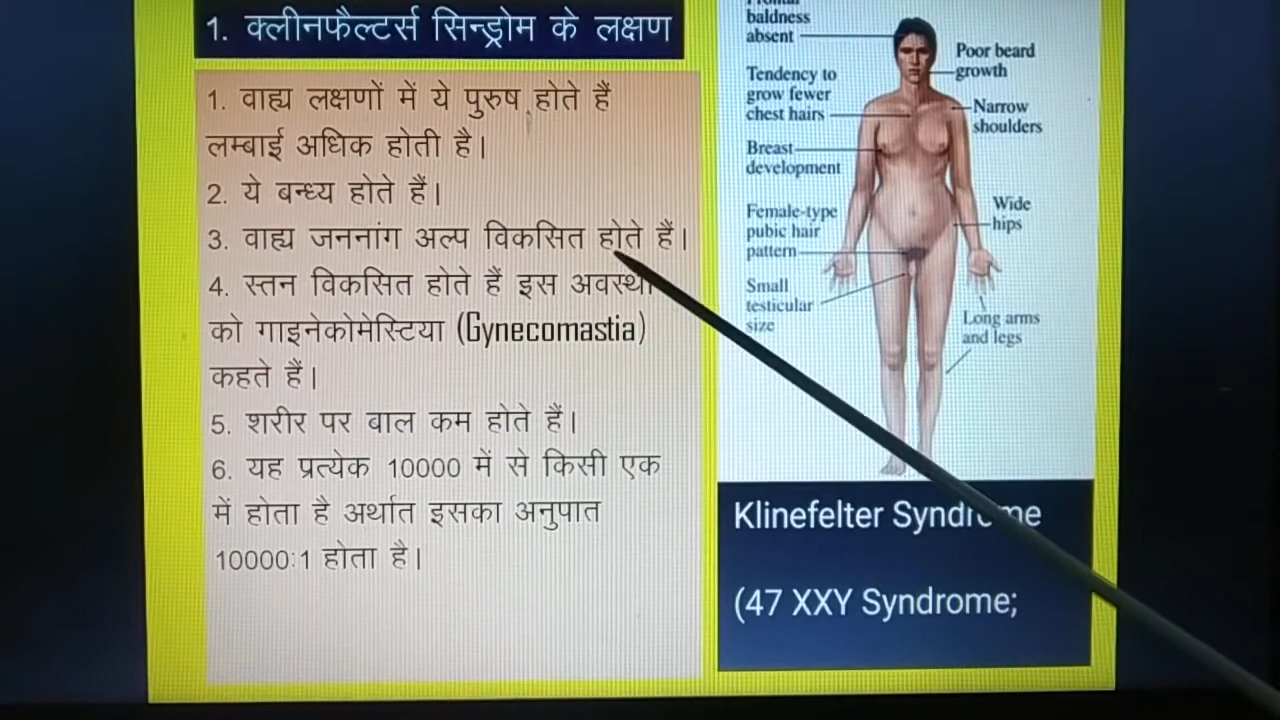 1. क्लीनफैल्टर्स सिन्ड्रोम के लक्षण
1. वाह्य लक्षणों में ये पुरुष होते हैं
लम्बाई अधिक होती है।
2. ये बन्ध्य होते हैं।
3. वाह्य जननांग अल्प विकसित होते हैं।
4. स्तन विकसित होते हैं इस अवस्था
को गाइनेकोमेस्टिया (Gynecomastia)
कहते हैं।
5. शरीर पर बाल कम होते हैं।
6. यह प्रत्येक 10000 में से किसी एक
में होता है अर्थात इसका अनुपात
10000:1 होता है।
Frontal
baldness
absent
Poor beard
growth
Tendency to
grow fewer
chest hairs
Narrow
shoulders
Breast
development
Female-type
pubic hair
pattern
Wide
hips
Small
testicular
size
Long arms
and legs
Klinefelter Syndrome
(47 XXY Syndrome;